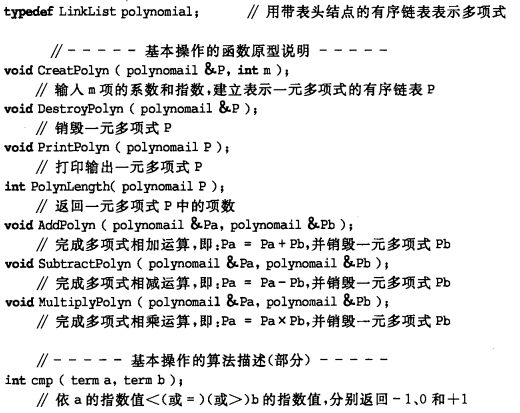 typedef LinkList polynomial; // 用带表头结点的有序链表表示多项式
// - - - - - 基本操作的函数原型说明 - - - - -
void CreatPolyn ( polynomail &P, int m );
// 输入 m 项的系数和指数,建立表示一元多项式的有序链表 P
void DestroyPolyn ( polynomail &P );
// 销毁一元多项式 P
void PrintPolyn ( polynomail P );
// 打印输出一元多项式 P
int PolynLength( polynomail P );
// 返回一元多项式 P 中的项数
void AddPolyn ( polynomail &Pa, polynomail &Pb );
// 完成多项式相加运算,即:Pa = Pa + Pb,并销毁一元多项式 Pb
void SubtractPolyn ( polynomail &Pa, polynomail &Pb );
// 完成多项式相减运算,即:Pa = Pa - Pb,并销毁一元多项式 Pb
void MultiplyPolyn ( polynomail &Pa, polynomail &Pb );
// 完成多项式相乘运算,即:Pa = Pa × Pb,并销毁一元多项式 Pb
// - - - - - 基本操作的算法描述(部分) - - - - -
int cmp ( term a, term b );
// 依 a 的指数值<(或=)(或>)b 的指数值,分别返回 -1、0 和 +1